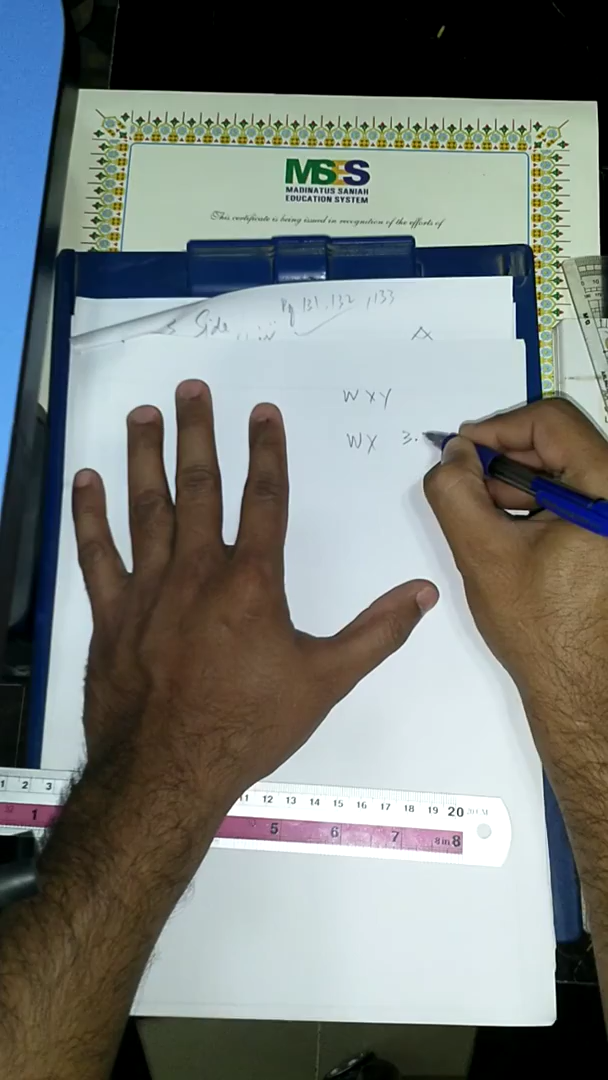 MSES
MADINATUS SANIAH
EDUCATION SYSTEM
This certificate is being issued in recognition of the efforts of
Pg 131, 132, 133
Side
WXY
WX 3.
1 2 3 11 12 13 14 15 16 17 18 19 20
1 5 6 7 8 in 8